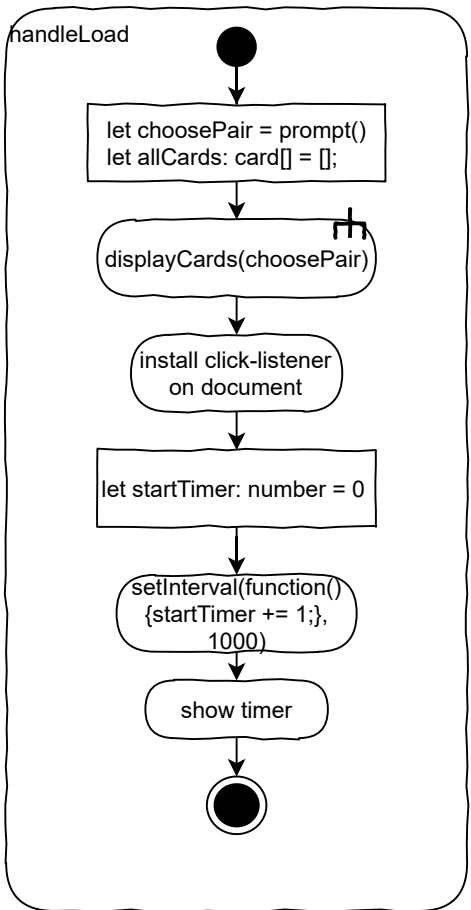 handleLoad
let choosePair = prompt()
let allCards: card[] = [];
displayCards(choosePair)
install click-listener
on document
let startTimer: number = 0
setInterval(function()
{startTimer += 1;},
1000)
show timer